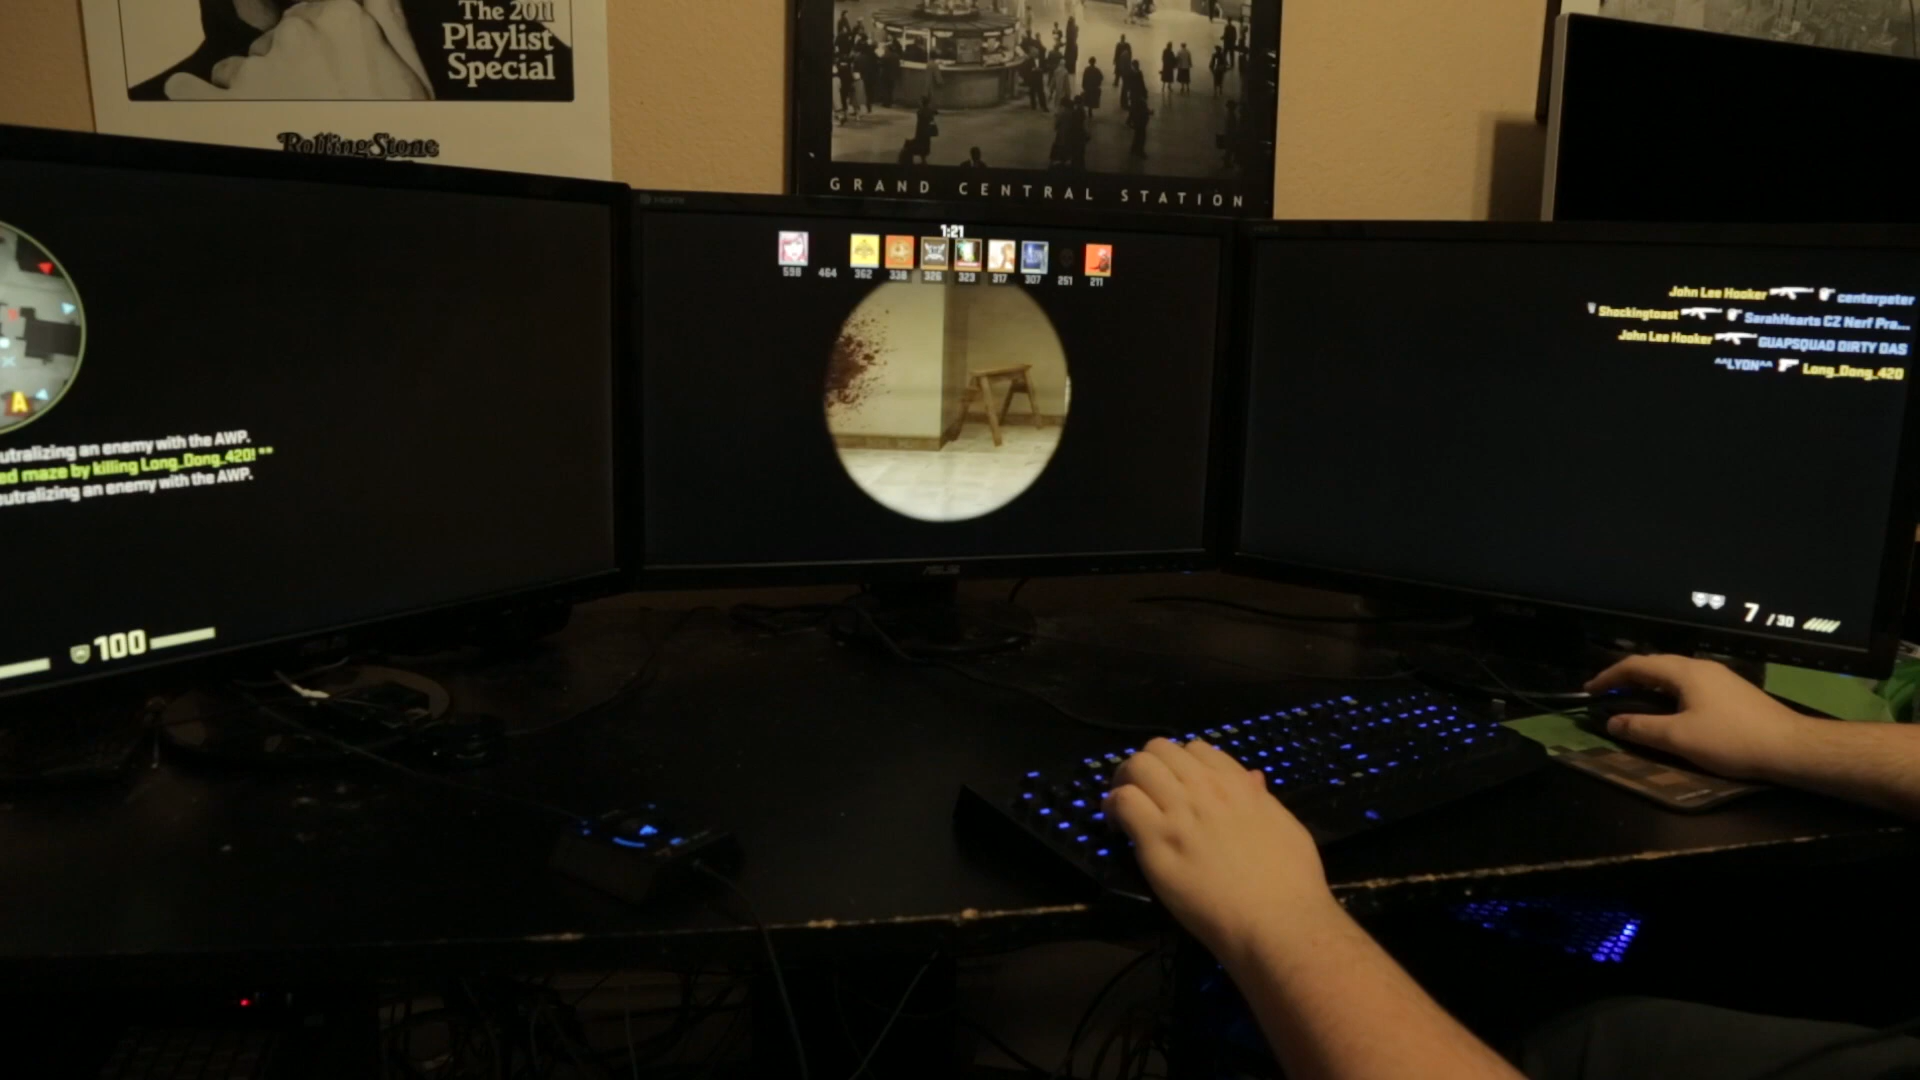 The 2011
Playlist
Special
RollingStone
GRAND CENTRAL STATION
1:21
598 464 362 338 326 323 317 307 251 211
John Lee Hooker centerpeter
Shockingtoast SarahHearts CZ Nerf Pra...
John Lee Hooker GUAPSQUAD DIRTY DAS
^^LYON^^ Long_Dong_420
A
utralizing an enemy with the AWP.
ed maze by killing Long_Dong_420! **
eutralizing an enemy with the AWP.
100
7 / 30
ASUS